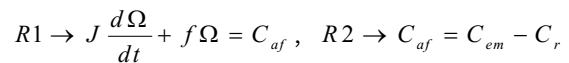 R1 → J dΩ/dt + fΩ = C_af , R2 → C_af = C_em − C_r